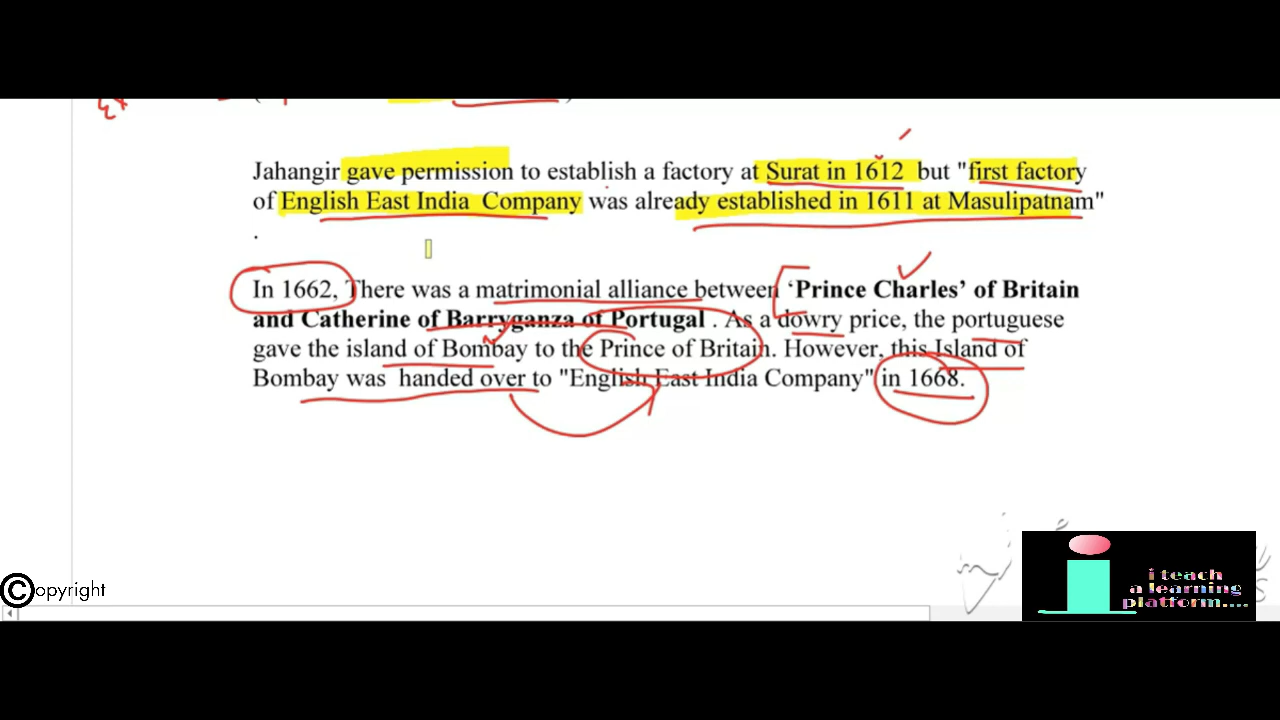 Jahangir gave permission to establish a factory at Surat in 1612 but "first factory
of English East India Company was already established in 1611 at Masulipatnam"
.
In 1662, There was a matrimonial alliance between ‘Prince Charles’ of Britain
and Catherine of Barryganza of Portugal . As a dowry price, the portuguese
gave the island of Bombay to the Prince of Britain. However, this Island of
Bombay was handed over to "English East India Company" in 1668.
©opyright
i teach
a learning
platform....